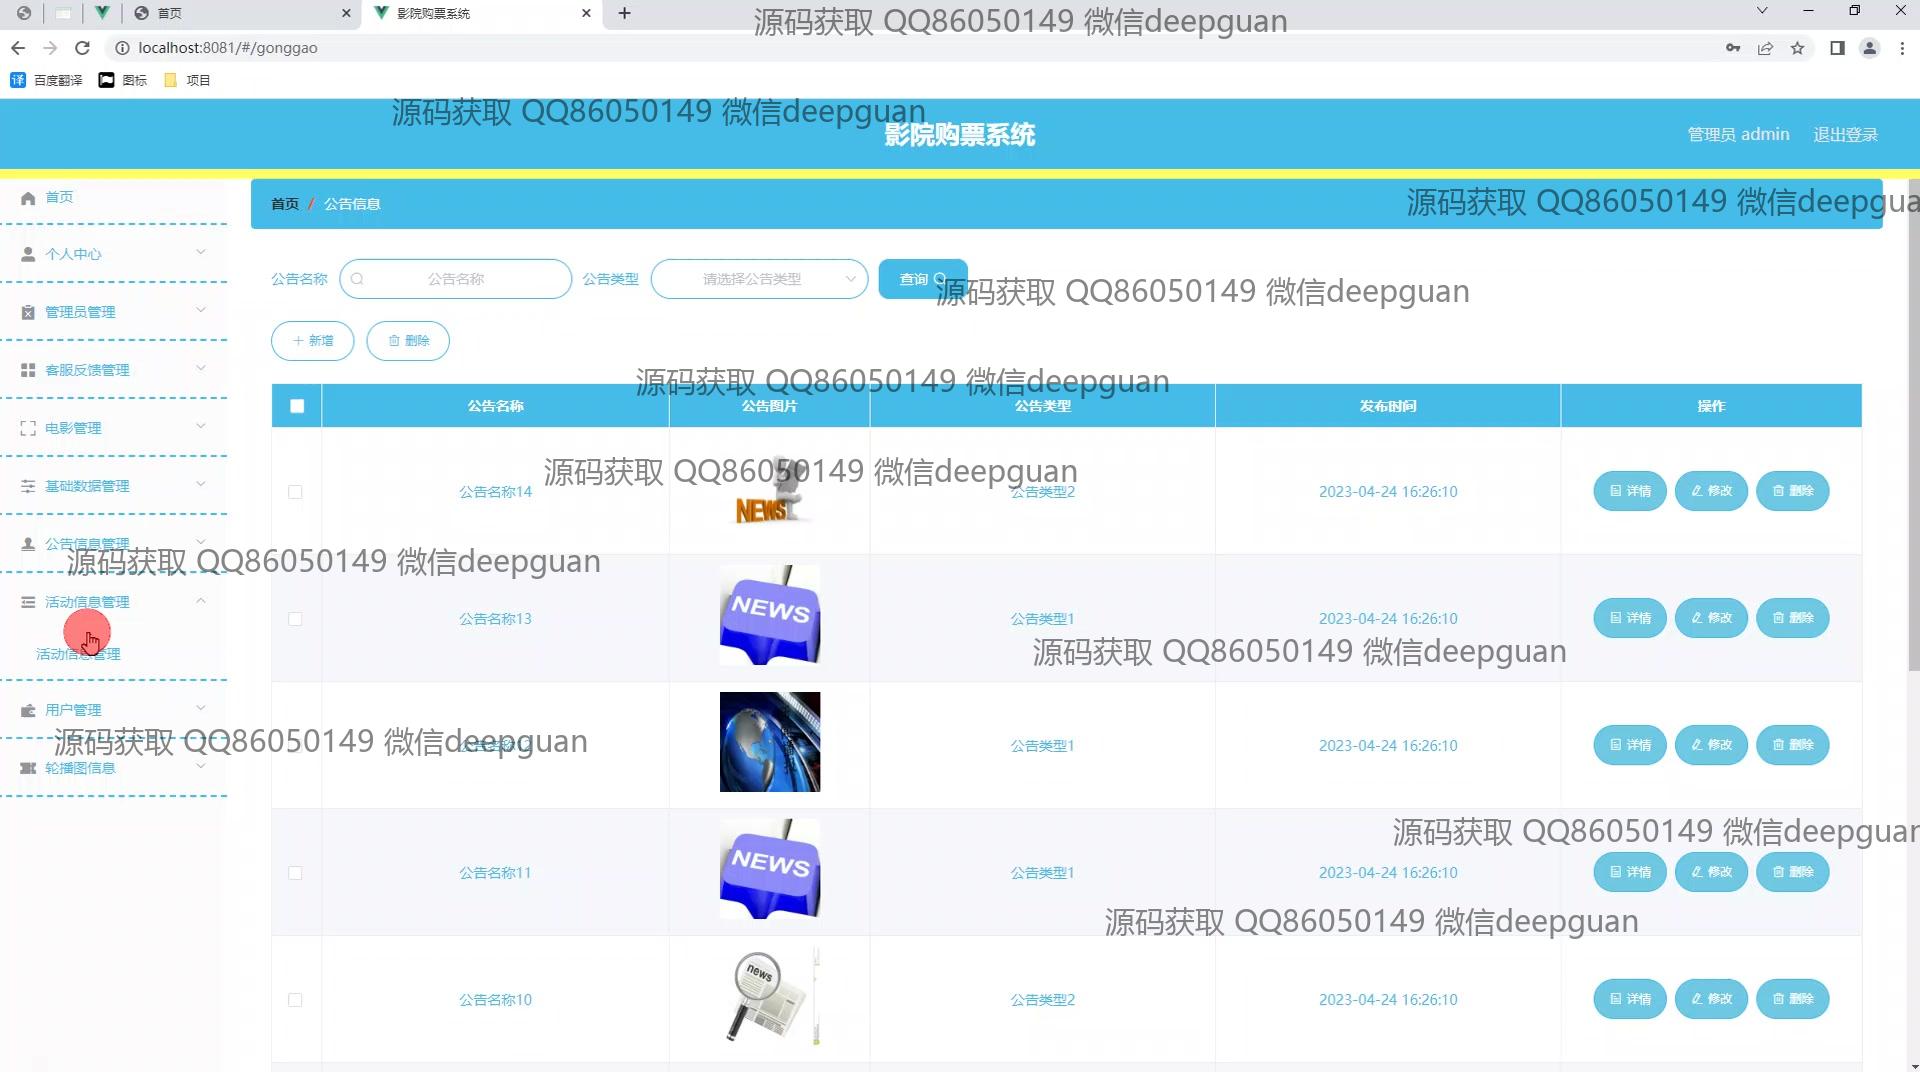 首页
影院购票系统
源码获取 QQ86050149 微信deepguan
localhost:8081/#/gonggao
译 百度翻译
图标
项目
源码获取 QQ86050149 微信deepguan
影院购票系统
管理员 admin
退出登录
首页
首页 / 公告信息
源码获取 QQ86050149 微信deepgua
个人中心
公告名称
公告名称
公告类型
请选择公告类型
查询
源码获取 QQ86050149 微信deepguan
管理员管理
新增
删除
客服反馈管理
源码获取 QQ86050149 微信deepguan
公告名称
公告图片
公告类型
发布时间
操作
电影管理
源码获取 QQ86050149 微信deepguan
基础数据管理
公告名称14
NEWS
公告类型2
2023-04-24 16:26:10
详情
修改
删除
公告信息管理
源码获取 QQ86050149 微信deepguan
活动信息管理
公告名称13
NEWS
公告类型1
2023-04-24 16:26:10
详情
修改
删除
活动信息管理
源码获取 QQ86050149 微信deepguan
用户管理
源码获取 QQ86050149 微信deepguan
公告名称12
公告类型1
2023-04-24 16:26:10
详情
修改
删除
轮播图信息
源码获取 QQ86050149 微信deepguan
公告名称11
NEWS
公告类型1
2023-04-24 16:26:10
详情
修改
删除
源码获取 QQ86050149 微信deepguan
公告名称10
news
公告类型2
2023-04-24 16:26:10
详情
修改
删除